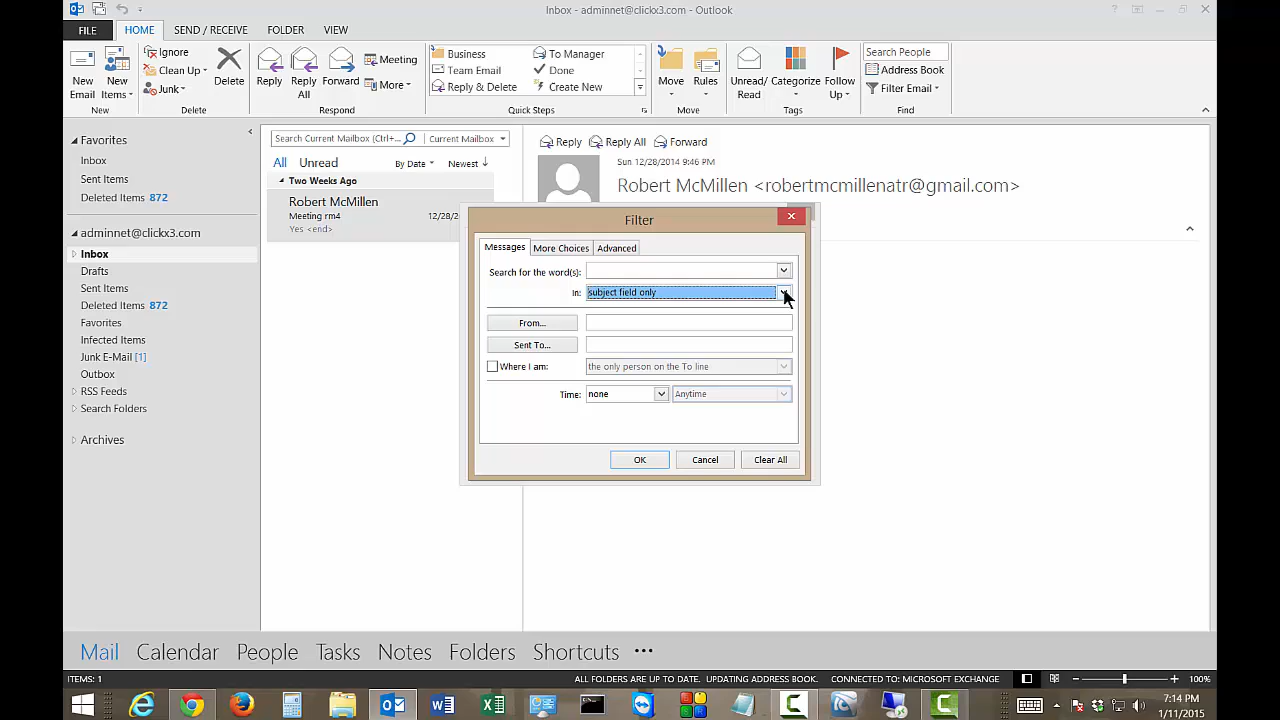 Inbox - adminnet@clickx3.com - Outlook
FILE HOME SEND / RECEIVE FOLDER VIEW
New Email
New Items
New
Ignore
Clean Up
Junk
Delete
Delete
Reply
Reply All
Forward
Meeting
More
Respond
Business
Team Email
Reply & Delete
To Manager
Done
Create New
Quick Steps
Move
Rules
Move
Unread/ Read
Categorize
Follow Up
Tags
Search People
Address Book
Filter Email
Find
Favorites
Inbox
Sent Items
Deleted Items 872
adminnet@clickx3.com
Inbox
Drafts
Sent Items
Deleted Items 872
Favorites
Infected Items
Junk E-Mail [1]
Outbox
RSS Feeds
Search Folders
Archives
Search Current Mailbox (Ctrl+... Current Mailbox
All Unread By Date Newest
Two Weeks Ago
Robert McMillen
Meeting rm4 12/28/
Yes <end>
Reply Reply All Forward
Sun 12/28/2014 9:46 PM
Robert McMillen <robertmcmillenatr@gmail.com>
Filter
Messages More Choices Advanced
Search for the word(s):
In: subject field only
From...
Sent To...
Where I am: the only person on the To line
Time: none Anytime
OK Cancel Clear All
Mail Calendar People Tasks Notes Folders Shortcuts ...
ITEMS: 1 ALL FOLDERS ARE UP TO DATE. UPDATING ADDRESS BOOK. CONNECTED TO: MICROSOFT EXCHANGE 100%
7:14 PM
1/11/2015